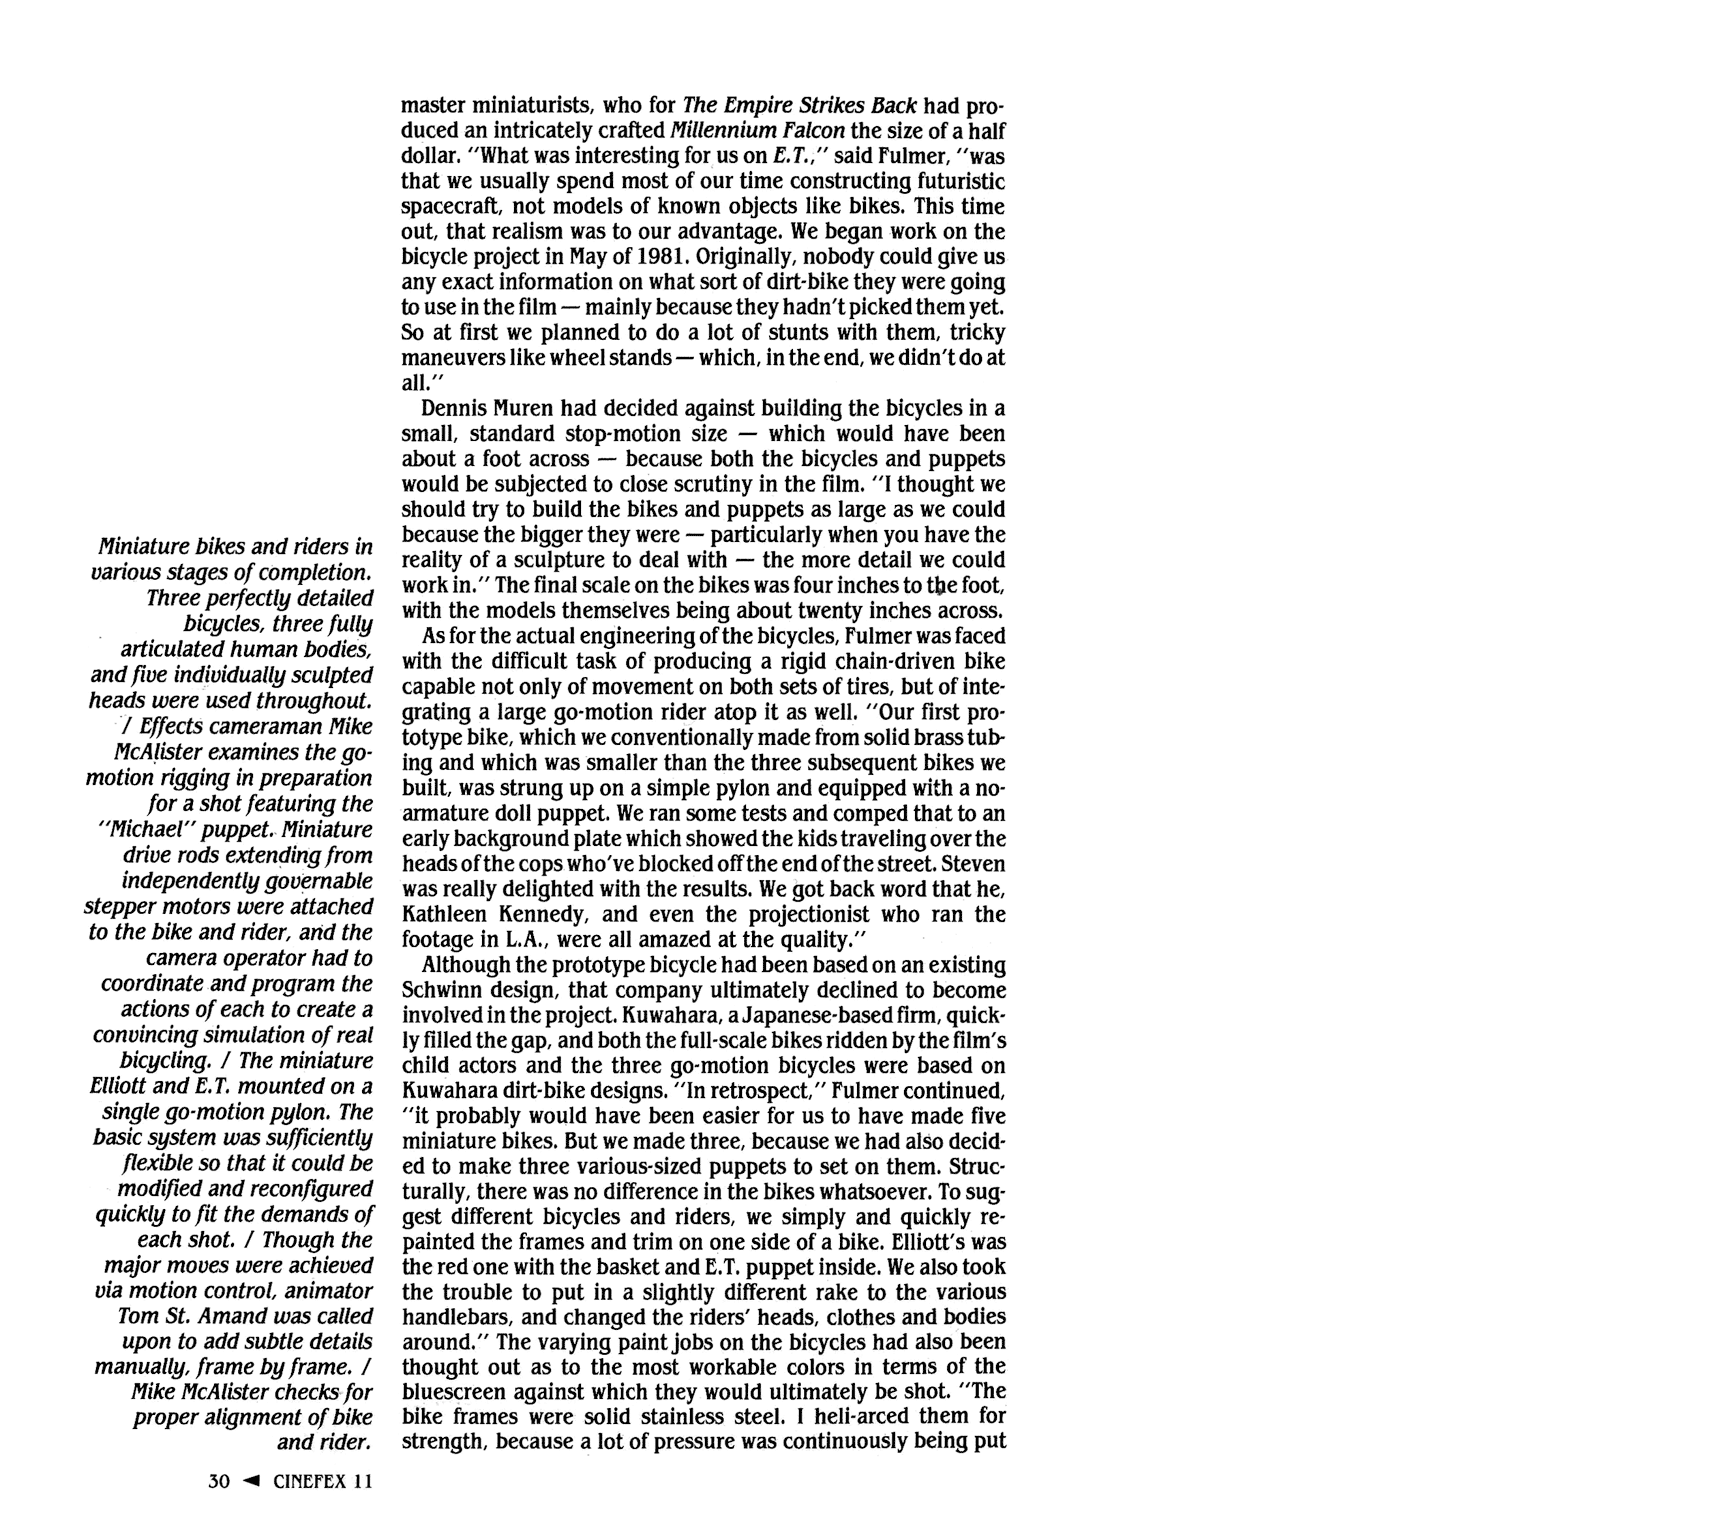 master miniaturists, who for The Empire Strikes Back had pro-
duced an intricately crafted Millennium Falcon the size of a half
dollar. "What was interesting for us on E.T.," said Fulmer, "was
that we usually spend most of our time constructing futuristic
spacecraft, not models of known objects like bikes. This time
out, that realism was to our advantage. We began work on the
bicycle project in May of 1981. Originally, nobody could give us
any exact information on what sort of dirt-bike they were going
to use in the film — mainly because they hadn't picked them yet.
So at first we planned to do a lot of stunts with them, tricky
maneuvers like wheel stands — which, in the end, we didn't do at
all."
Dennis Muren had decided against building the bicycles in a
small, standard stop-motion size — which would have been
about a foot across — because both the bicycles and puppets
would be subjected to close scrutiny in the film. "I thought we
should try to build the bikes and puppets as large as we could
because the bigger they were — particularly when you have the
reality of a sculpture to deal with — the more detail we could
work in." The final scale on the bikes was four inches to the foot,
with the models themselves being about twenty inches across.
As for the actual engineering of the bicycles, Fulmer was faced
with the difficult task of producing a rigid chain-driven bike
capable not only of movement on both sets of tires, but of inte-
grating a large go-motion rider atop it as well. "Our first pro-
totype bike, which we conventionally made from solid brass tub-
ing and which was smaller than the three subsequent bikes we
built, was strung up on a simple pylon and equipped with a no-
armature doll puppet. We ran some tests and comped that to an
early background plate which showed the kids traveling over the
heads of the cops who've blocked off the end of the street. Steven
was really delighted with the results. We got back word that he,
Kathleen Kennedy, and even the projectionist who ran the
footage in L.A., were all amazed at the quality."
Although the prototype bicycle had been based on an existing
Schwinn design, that company ultimately declined to become
involved in the project. Kuwahara, a Japanese-based firm, quick-
ly filled the gap, and both the full-scale bikes ridden by the film's
child actors and the three go-motion bicycles were based on
Kuwahara dirt-bike designs. "In retrospect," Fulmer continued,
"it probably would have been easier for us to have made five
miniature bikes. But we made three, because we had also decid-
ed to make three various-sized puppets to set on them. Struc-
turally, there was no difference in the bikes whatsoever. To sug-
gest different bicycles and riders, we simply and quickly re-
painted the frames and trim on one side of a bike. Elliott's was
the red one with the basket and E.T. puppet inside. We also took
the trouble to put in a slightly different rake to the various
handlebars, and changed the riders' heads, clothes and bodies
around." The varying paint jobs on the bicycles had also been
thought out as to the most workable colors in terms of the
bluescreen against which they would ultimately be shot. "The
bike frames were solid stainless steel. I heli-arced them for
strength, because a lot of pressure was continuously being put
Miniature bikes and riders in
various stages of completion.
Three perfectly detailed
bicycles, three fully
articulated human bodies,
and five individually sculpted
heads were used throughout.
/ Effects cameraman Mike
McAlister examines the go-
motion rigging in preparation
for a shot featuring the
"Michael" puppet. Miniature
drive rods extending from
independently governable
stepper motors were attached
to the bike and rider, and the
camera operator had to
coordinate and program the
actions of each to create a
convincing simulation of real
bicycling. / The miniature
Elliott and E.T. mounted on a
single go-motion pylon. The
basic system was sufficiently
flexible so that it could be
modified and reconfigured
quickly to fit the demands of
each shot. / Though the
major moves were achieved
via motion control, animator
Tom St. Amand was called
upon to add subtle details
manually, frame by frame. /
Mike McAlister checks for
proper alignment of bike
and rider.
30 ◄ CINEFEX 11